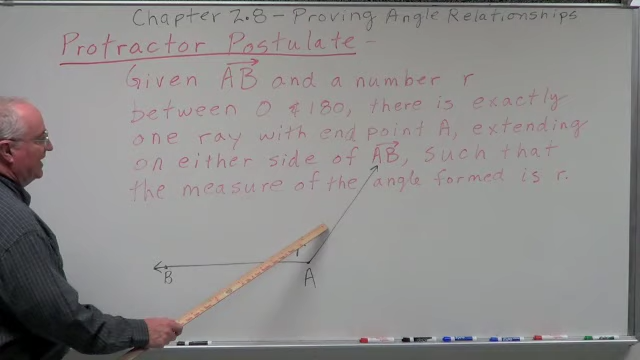 Chapter 2.8 - Proving Angle Relationships
Protractor Postulate -
Given AB and a number r
between 0 & 180, there is exactly
one ray with end point A, extending
on either side of AB, such that
the measure of the angle formed is r.
r
B
A